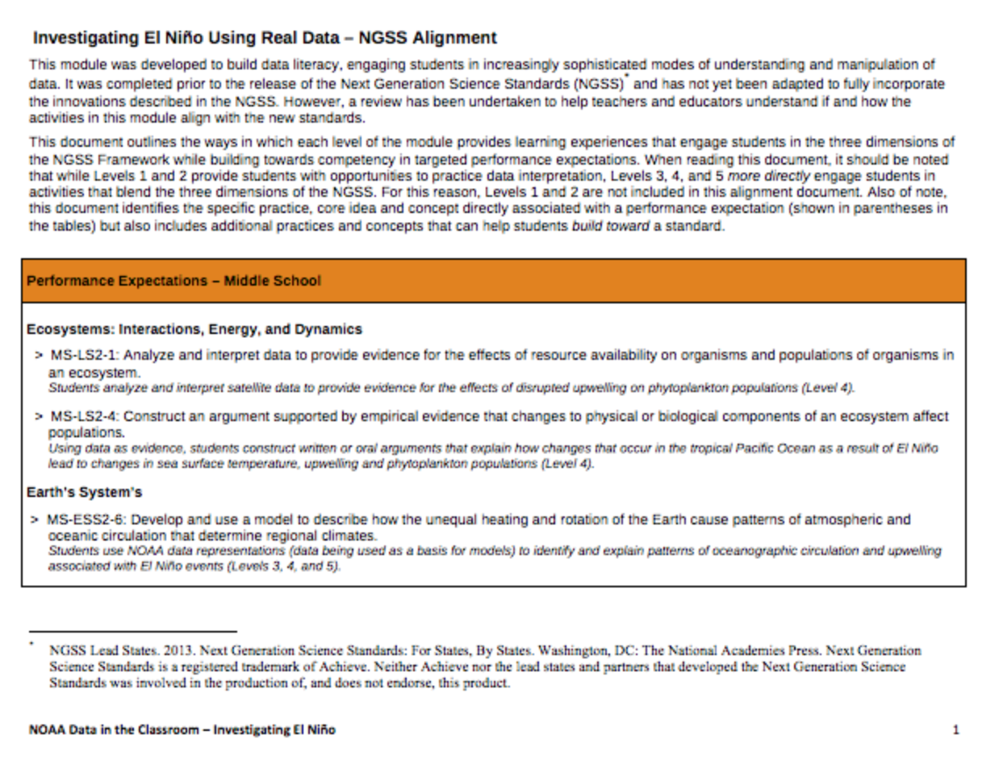 Investigating El Niño Using Real Data – NGSS Alignment
This module was developed to build data literacy, engaging students in increasingly sophisticated modes of understanding and manipulation of
data. It was completed prior to the release of the Next Generation Science Standards (NGSS)* and has not yet been adapted to fully incorporate
the innovations described in the NGSS. However, a review has been undertaken to help teachers and educators understand if and how the
activities in this module align with the new standards.
This document outlines the ways in which each level of the module provides learning experiences that engage students in the three dimensions of
the NGSS Framework while building towards competency in targeted performance expectations. When reading this document, it should be noted
that while Levels 1 and 2 provide students with opportunities to practice data interpretation, Levels 3, 4, and 5 more directly engage students in
activities that blend the three dimensions of the NGSS. For this reason, Levels 1 and 2 are not included in this alignment document. Also of note,
this document identifies the specific practice, core idea and concept directly associated with a performance expectation (shown in parentheses in
the tables) but also includes additional practices and concepts that can help students build toward a standard.
Performance Expectations – Middle School
Ecosystems: Interactions, Energy, and Dynamics
> MS-LS2-1: Analyze and interpret data to provide evidence for the effects of resource availability on organisms and populations of organisms in
an ecosystem.
Students analyze and interpret satellite data to provide evidence for the effects of disrupted upwelling on phytoplankton populations (Level 4).
> MS-LS2-4: Construct an argument supported by empirical evidence that changes to physical or biological components of an ecosystem affect
populations.
Using data as evidence, students construct written or oral arguments that explain how changes that occur in the tropical Pacific Ocean as a result of El Niño
lead to changes in sea surface temperature, upwelling and phytoplankton populations (Level 4).
Earth's System's
> MS-ESS2-6: Develop and use a model to describe how the unequal heating and rotation of the Earth cause patterns of atmospheric and
oceanic circulation that determine regional climates.
Students use NOAA data representations (data being used as a basis for models) to identify and explain patterns of oceanographic circulation and upwelling
associated with El Niño events (Levels 3, 4, and 5).
* NGSS Lead States. 2013. Next Generation Science Standards: For States, By States. Washington, DC: The National Academies Press. Next Generation
Science Standards is a registered trademark of Achieve. Neither Achieve nor the lead states and partners that developed the Next Generation Science
Standards was involved in the production of, and does not endorse, this product.
NOAA Data in the Classroom – Investigating El Niño 1